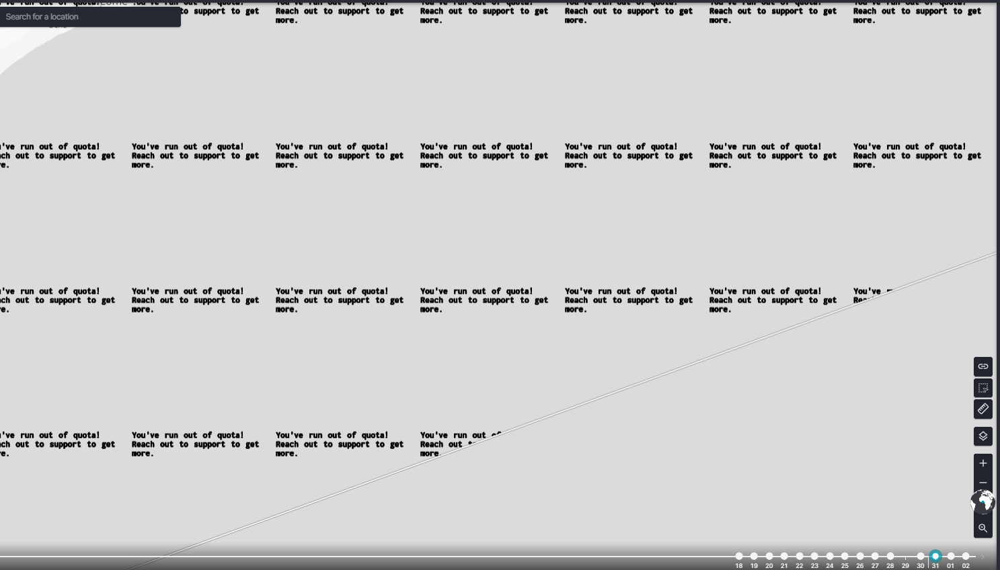 Search for a location
to support to get
Reach out to support to get
more.
Reach out to support to get
more.
Reach out to support to get
more.
Reach out to support to get
more.
Reach out to support to get
more.
've run out of quota!
out to support to get
You've run out of quota!
Reach out to support to get
more.
You've run out of quota!
Reach out to support to get
more.
You've run out of quota!
Reach out to support to get
more.
You've run out of quota!
Reach out to support to get
more.
You've run out of quota!
Reach out to support to get
more.
You've run out of quota!
Reach out to support to get
more.
've run out of quota!
out to support to get
You've run out of quota!
Reach out to support to get
more.
You've run out of quota!
Reach out to support to get
more.
You've run out of quota!
Reach out to support to get
more.
You've run out of quota!
Reach out to support to get
more.
You've run out of quota!
Reach out to support to get
more.
You've
've run out of quota!
out to support to get
You've run out of quota!
Reach out to support to get
more.
You've run out of quota!
Reach out to support to get
more.
You've run out of
Reach out
more.
18 19 20 21 22 23 24 25 26 27 28 29 30 31 01 02